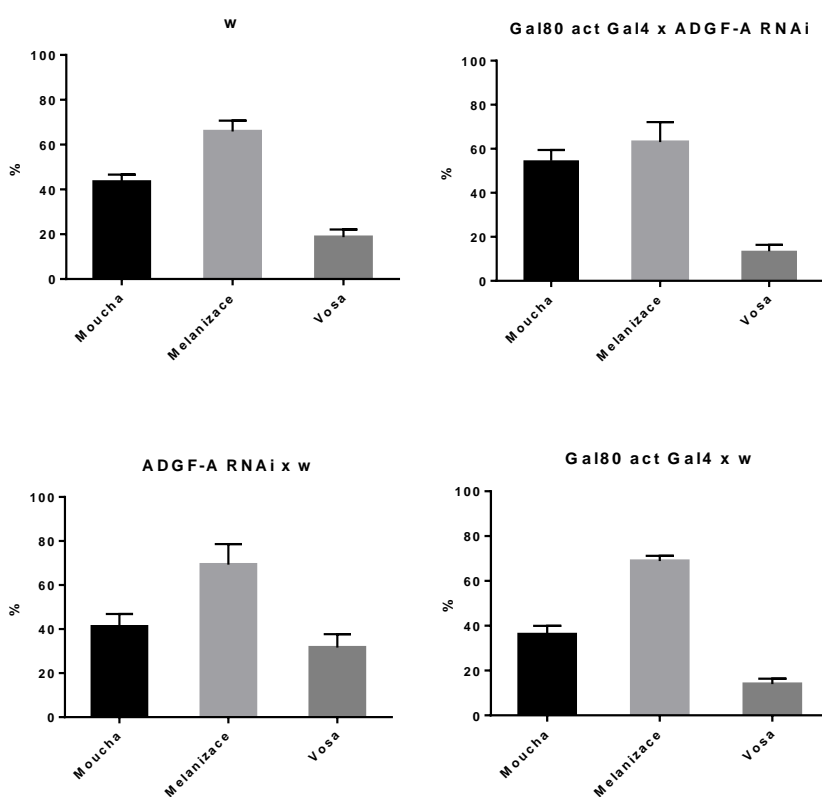 w
100
80
60
40
20
0
%
Moucha
Melanizace
Vosa
Gal80 act Gal4 x ADGF-A RNAi
100
80
60
40
20
0
%
Moucha
Melanizace
Vosa
ADGF-A RNAi x w
100
80
60
40
20
0
%
Moucha
Melanizace
Vosa
Gal80 act Gal4 x w
100
80
60
40
20
0
%
Moucha
Melanizace
Vosa